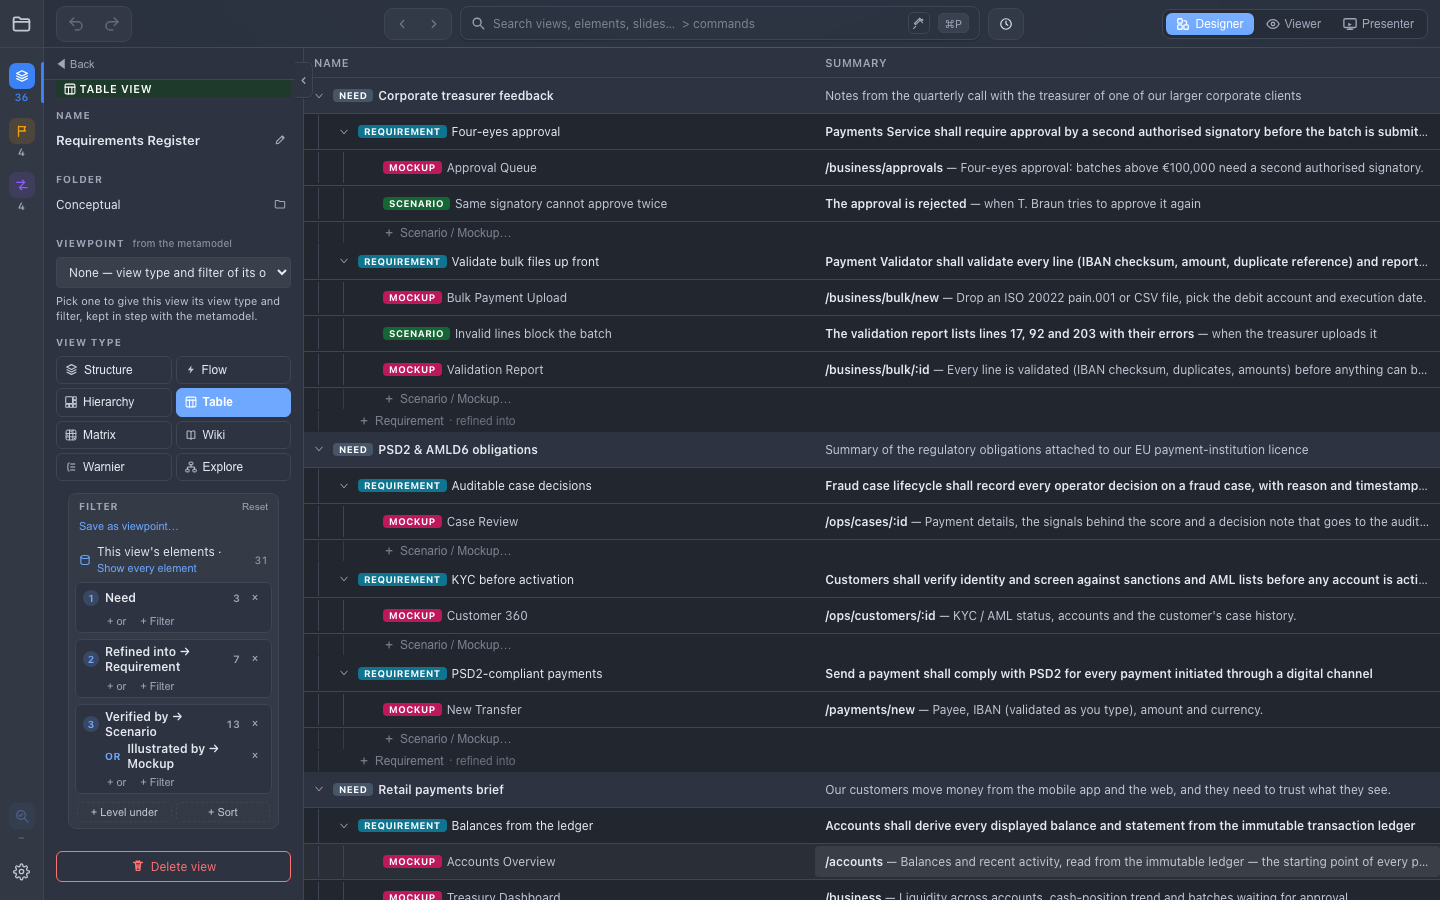 Search views, elements, slides... > commands
⌘P
Designer
Viewer
Presenter
Back
TABLE VIEW
NAME
Requirements Register
FOLDER
Conceptual
VIEWPOINT from the metamodel
None — view type and filter of its o
Pick one to give this view its view type and
filter, kept in step with the metamodel.
VIEW TYPE
Structure
Flow
Hierarchy
Table
Matrix
Wiki
Warnier
Explore
FILTER
Reset
Save as viewpoint...
This view's elements ·
Show every element
31
1 Need 3 ×
+ or + Filter
2 Refined into →
Requirement
7 ×
+ or + Filter
3 Verified by →
Scenario
13 ×
OR Illustrated by →
Mockup
×
+ or + Filter
+ Level under
+ Sort
Delete view
36
4
4
NAME SUMMARY
NEED Corporate treasurer feedback Notes from the quarterly call with the treasurer of one of our larger corporate clients
REQUIREMENT Four-eyes approval Payments Service shall require approval by a second authorised signatory before the batch is submit...
MOCKUP Approval Queue /business/approvals — Four-eyes approval: batches above €100,000 need a second authorised signatory.
SCENARIO Same signatory cannot approve twice The approval is rejected — when T. Braun tries to approve it again
+ Scenario / Mockup...
REQUIREMENT Validate bulk files up front Payment Validator shall validate every line (IBAN checksum, amount, duplicate reference) and report...
MOCKUP Bulk Payment Upload /business/bulk/new — Drop an ISO 20022 pain.001 or CSV file, pick the debit account and execution date.
SCENARIO Invalid lines block the batch The validation report lists lines 17, 92 and 203 with their errors — when the treasurer uploads it
MOCKUP Validation Report /business/bulk/:id — Every line is validated (IBAN checksum, duplicates, amounts) before anything can b...
+ Scenario / Mockup...
+ Requirement · refined into
NEED PSD2 & AMLD6 obligations Summary of the regulatory obligations attached to our EU payment-institution licence
REQUIREMENT Auditable case decisions Fraud case lifecycle shall record every operator decision on a fraud case, with reason and timestamp...
MOCKUP Case Review /ops/cases/:id — Payment details, the signals behind the score and a decision note that goes to the audit...
+ Scenario / Mockup...
REQUIREMENT KYC before activation Customers shall verify identity and screen against sanctions and AML lists before any account is acti...
MOCKUP Customer 360 /ops/customers/:id — KYC / AML status, accounts and the customer's case history.
+ Scenario / Mockup...
REQUIREMENT PSD2-compliant payments Send a payment shall comply with PSD2 for every payment initiated through a digital channel
MOCKUP New Transfer /payments/new — Payee, IBAN (validated as you type), amount and currency.
+ Scenario / Mockup...
+ Requirement · refined into
NEED Retail payments brief Our customers move money from the mobile app and the web, and they need to trust what they see.
REQUIREMENT Balances from the ledger Accounts shall derive every displayed balance and statement from the immutable transaction ledger
MOCKUP Accounts Overview /accounts — Balances and recent activity, read from the immutable ledger — the starting point of every p...
MOCKUP Treasury Dashboard /business — Liquidity across accounts, cash-position trend and batches waiting for approval.